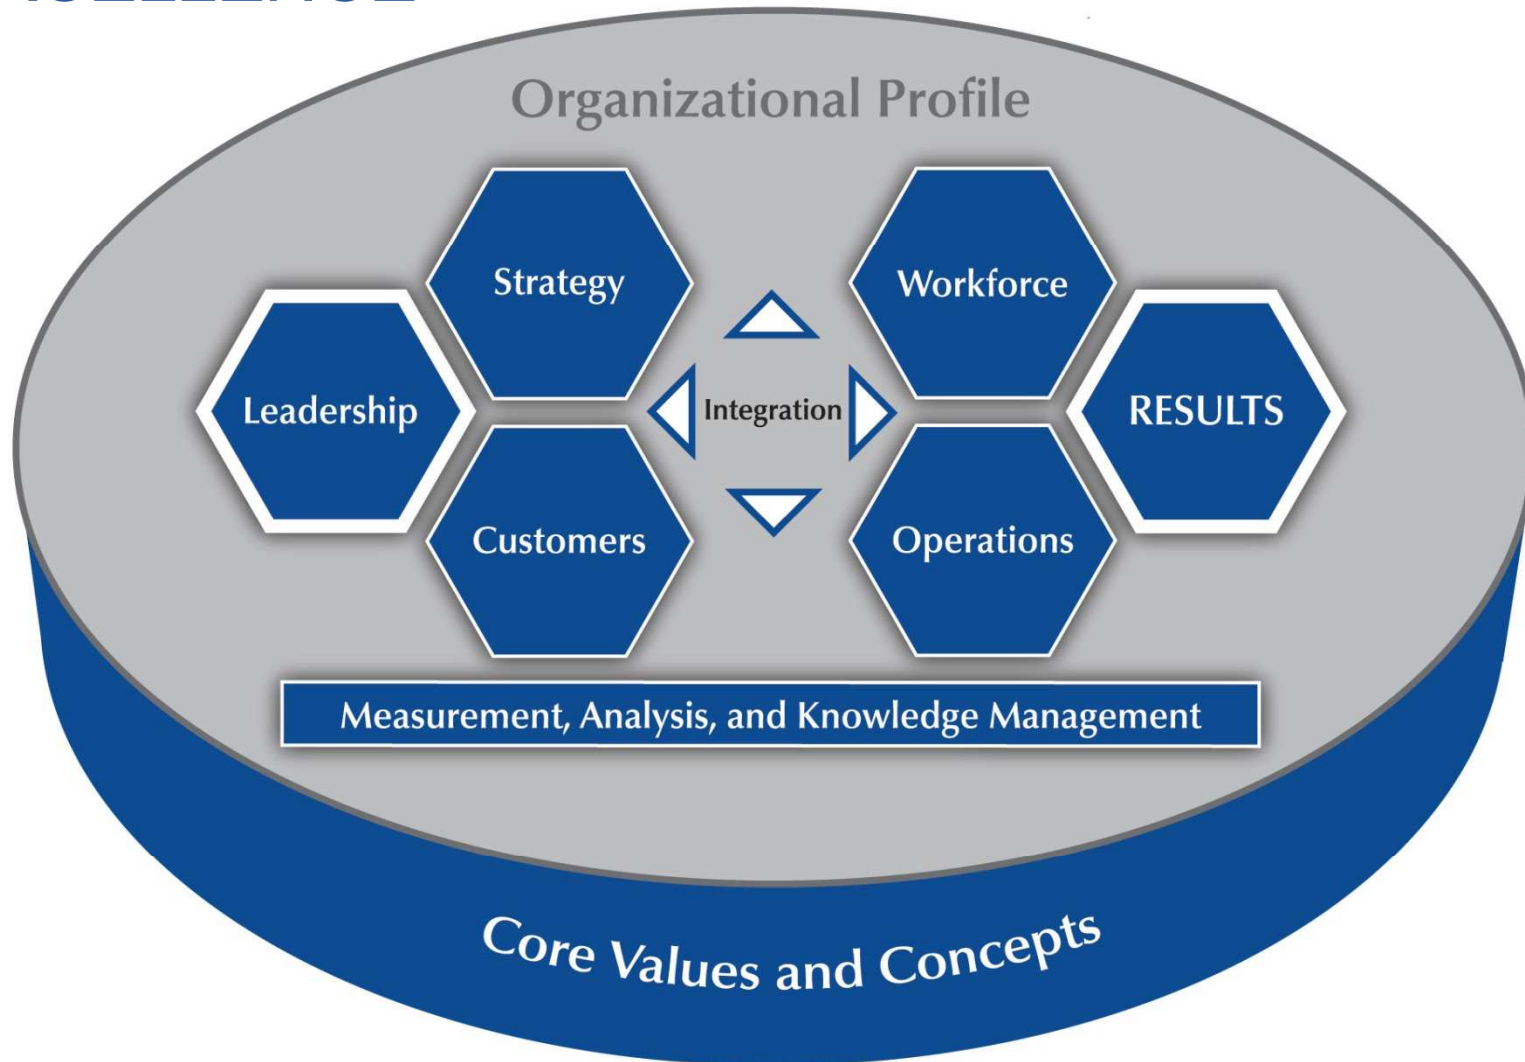 Organizational Profile
Strategy
Workforce
Leadership
Integration
RESULTS
Customers
Operations
Measurement, Analysis, and Knowledge Management
Core Values and Concepts